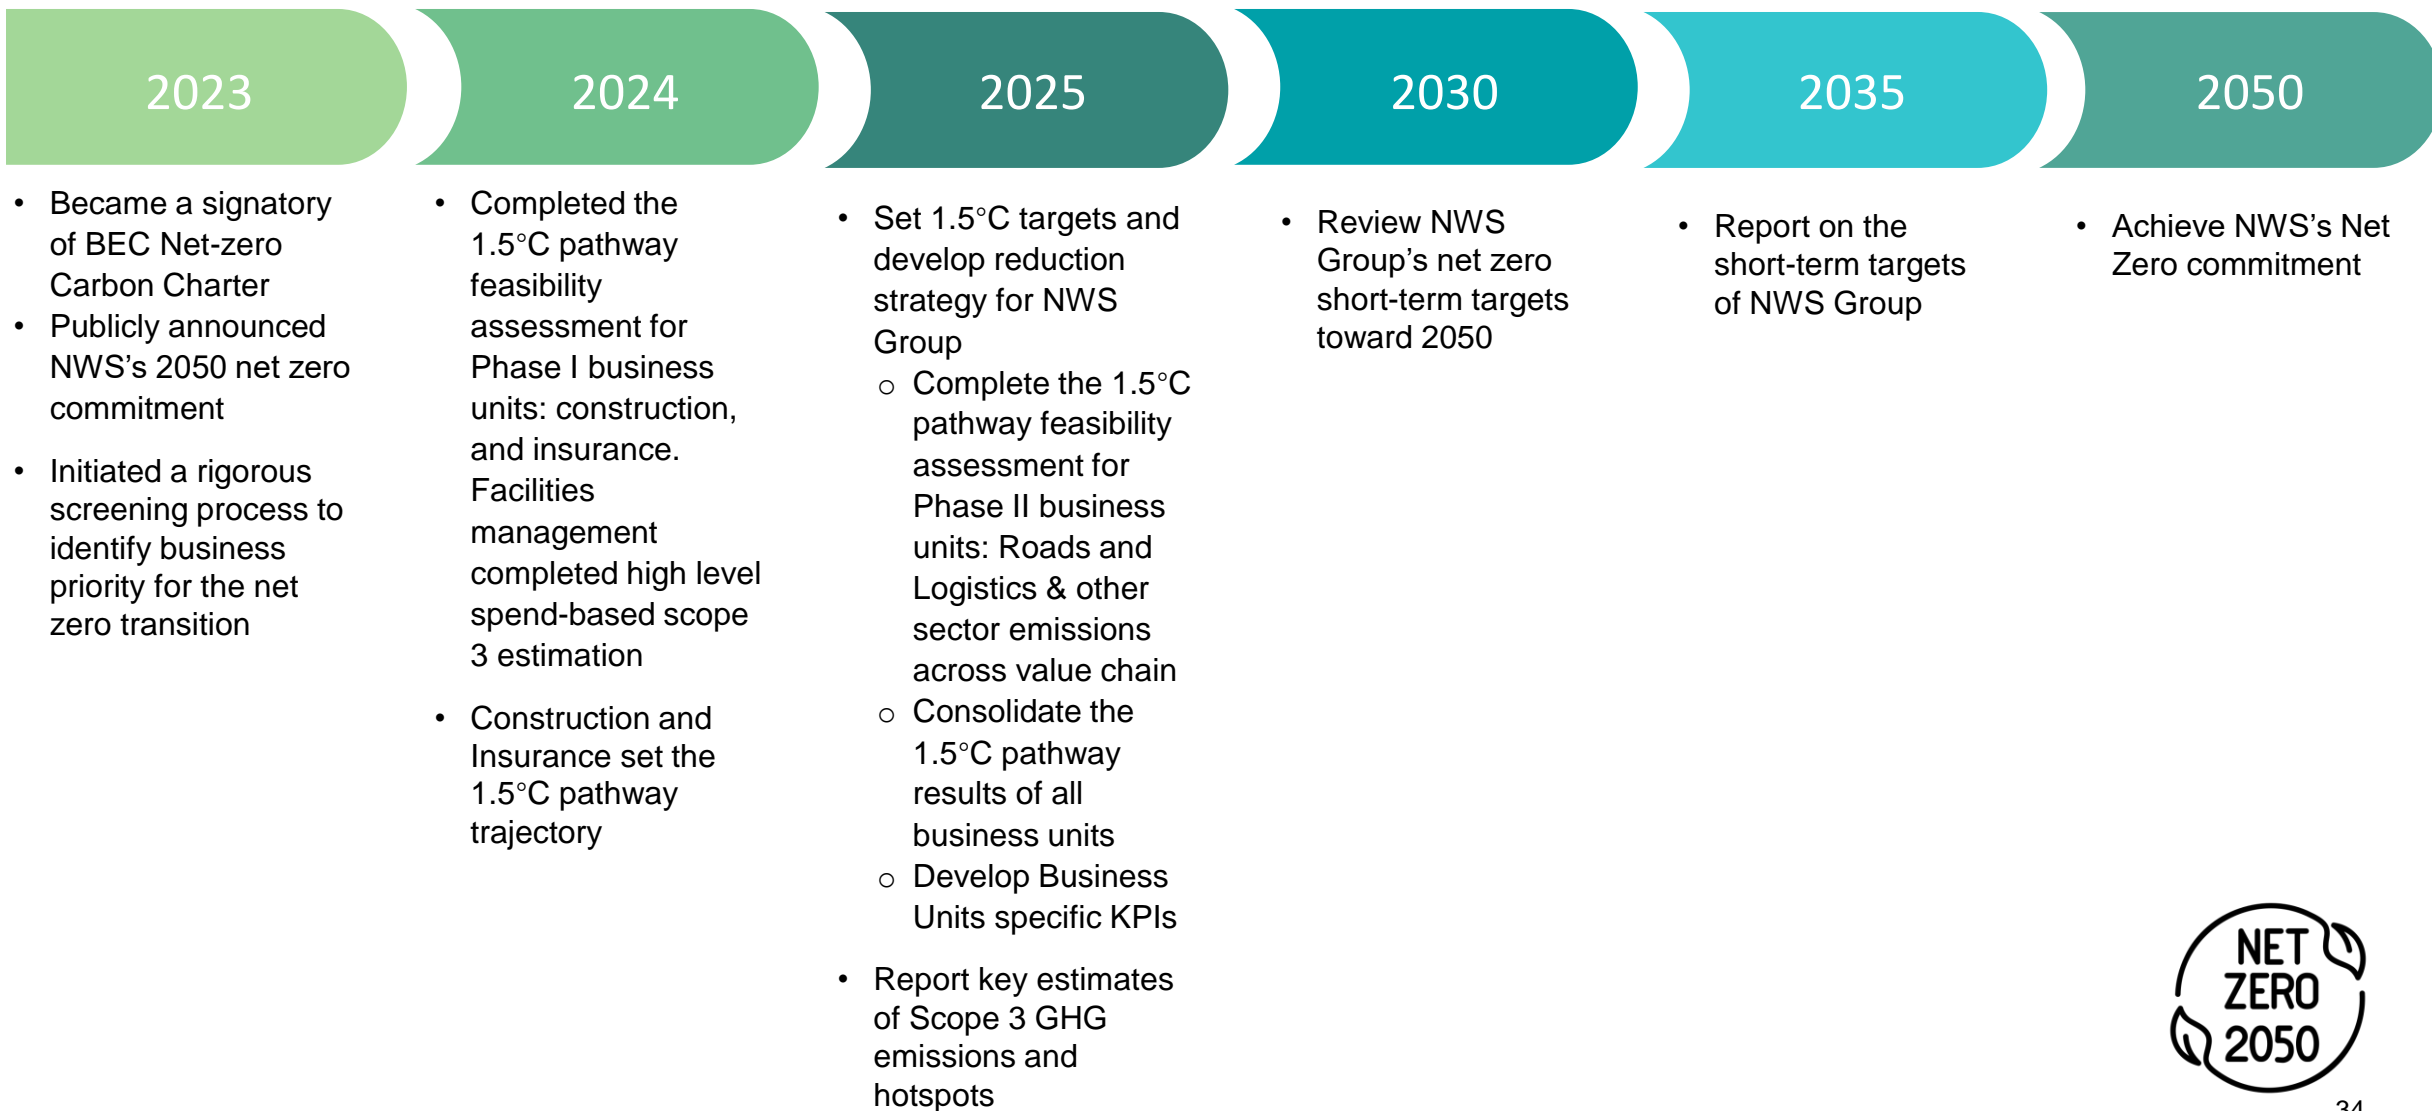 2023
2024
2025
2030
2035
2050
• Became a signatory
of BEC Net-zero
Carbon Charter
• Publicly announced
NWS’s 2050 net zero
commitment
• Initiated a rigorous
screening process to
identify business
priority for the net
zero transition
• Completed the
1.5°C pathway
feasibility
assessment for
Phase I business
units: construction,
and insurance.
Facilities
management
completed high level
spend-based scope
3 estimation
• Construction and
Insurance set the
1.5°C pathway
trajectory
• Set 1.5°C targets and
develop reduction
strategy for NWS
Group
o Complete the 1.5°C
pathway feasibility
assessment for
Phase II business
units: Roads and
Logistics & other
sector emissions
across value chain
o Consolidate the
1.5°C pathway
results of all
business units
o Develop Business
Units specific KPIs
• Report key estimates
of Scope 3 GHG
emissions and
hotspots
• Review NWS
Group’s net zero
short-term targets
toward 2050
• Report on the
short-term targets
of NWS Group
• Achieve NWS’s Net
Zero commitment
NET
ZERO
2050
34